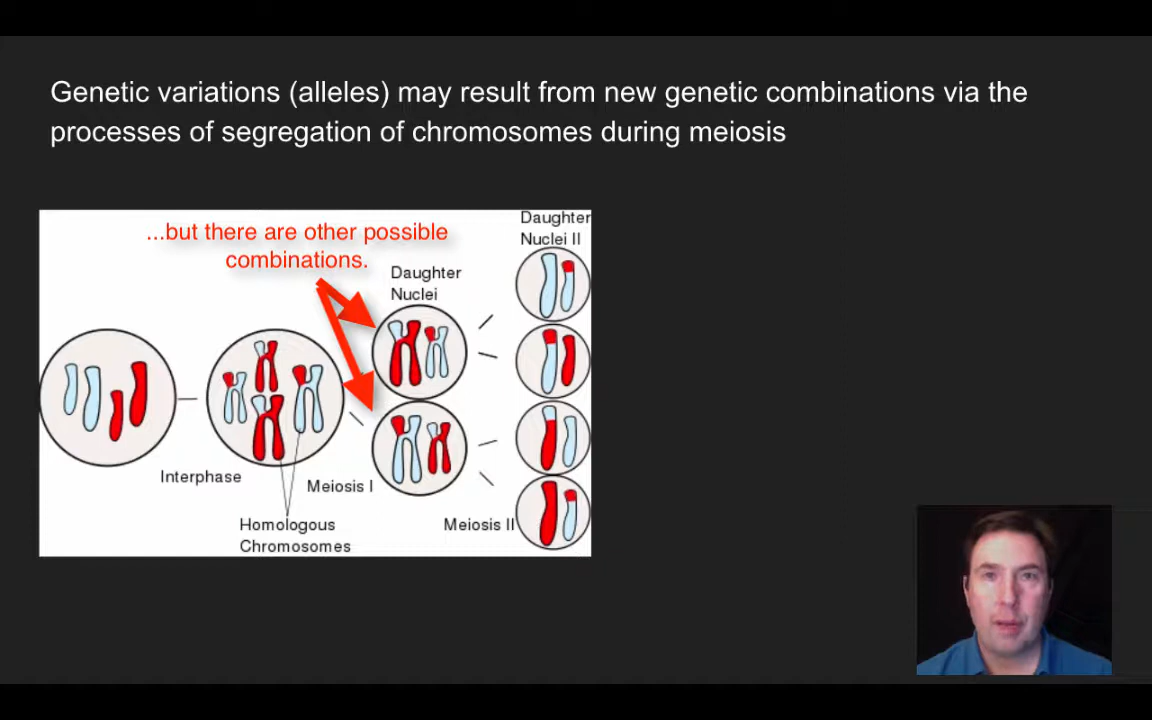 Genetic variations (alleles) may result from new genetic combinations via the
processes of segregation of chromosomes during meiosis
...but there are other possible
combinations.
Daughter
Nuclei
Daughter
Nuclei II
Interphase
Meiosis I
Homologous
Chromosomes
Meiosis II